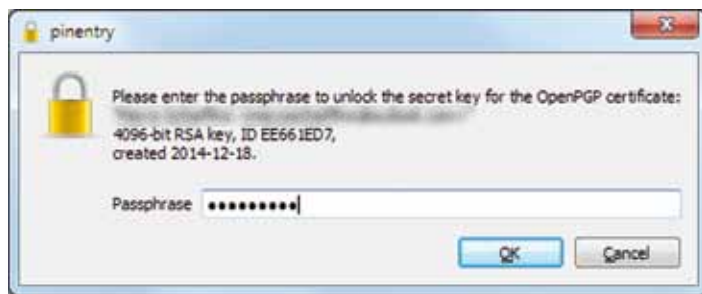 pinentry
Please enter the passphrase to unlock the secret key for the OpenPGP certificate:
4096-bit RSA key, ID EE661ED7,
created 2014-12-18.
Passphrase ●●●●●●●●●
OK Cancel